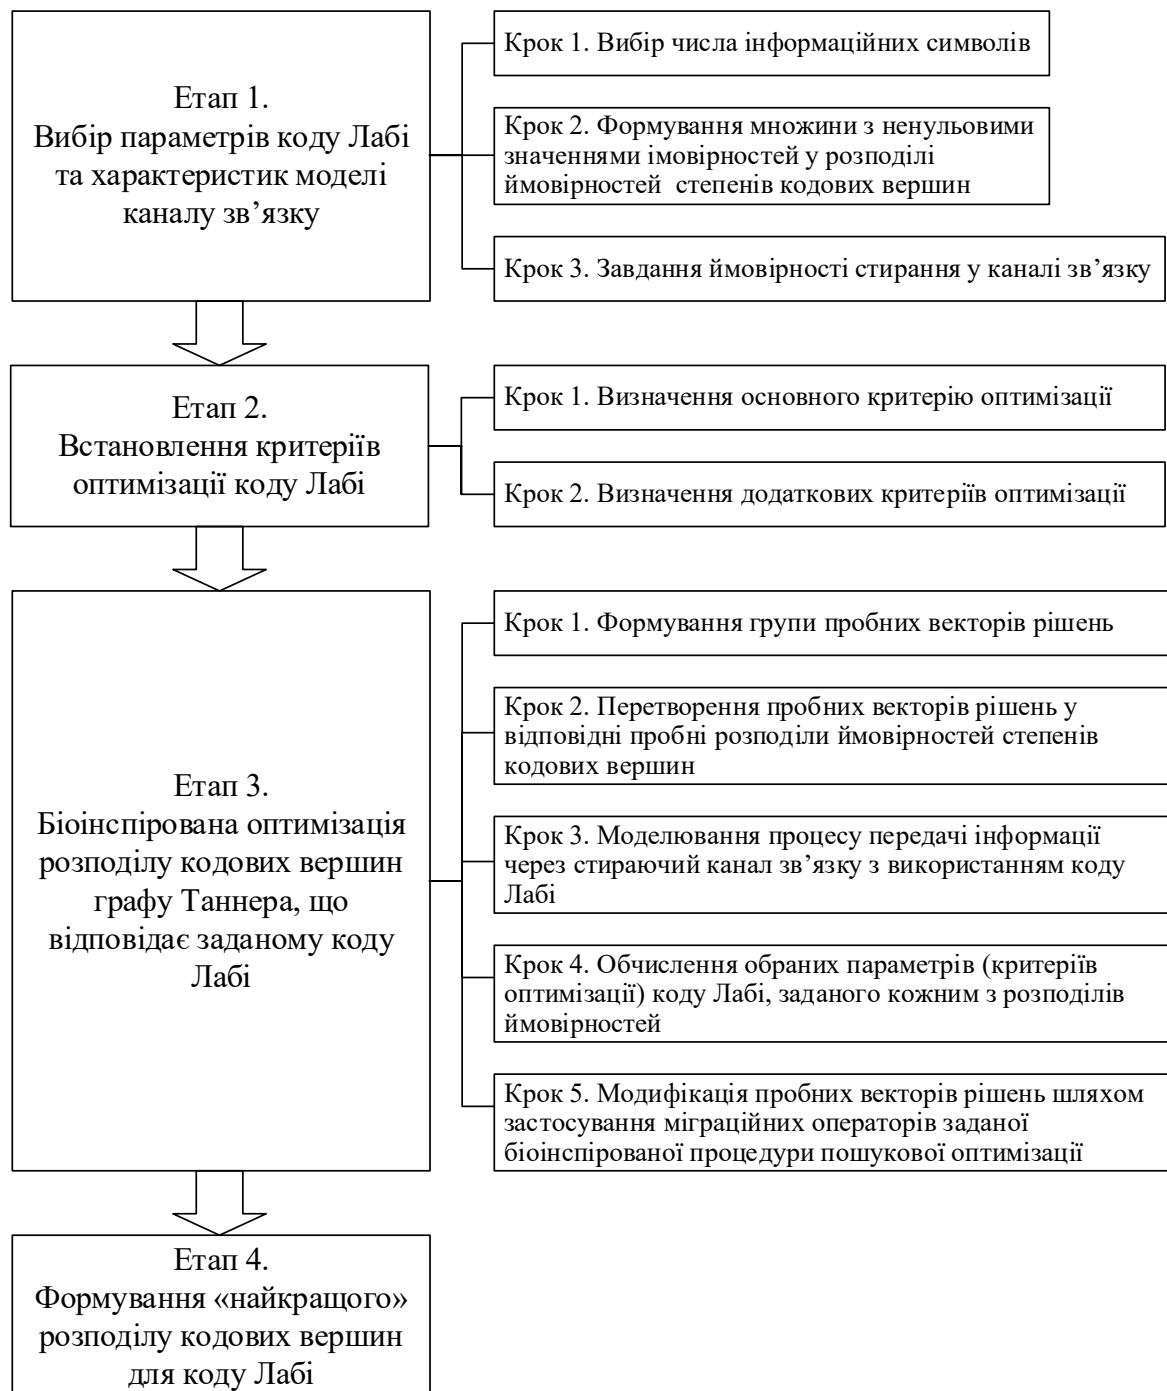 Етап 1.
Вибір параметрів коду Лабі
та характеристик моделі
каналу зв’язку
Крок 1. Вибір числа інформаційних символів
Крок 2. Формування множини з ненульовими
значеннями імовірностей у розподілі
ймовірностей степенів кодових вершин
Крок 3. Завдання ймовірності стирання у каналі зв’язку
Етап 2.
Встановлення критеріїв
оптимізації коду Лабі
Крок 1. Визначення основного критерію оптимізації
Крок 2. Визначення додаткових критеріїв оптимізації
Етап 3.
Біоінспірована оптимізація
розподілу кодових вершин
графу Таннера, що
відповідає заданому коду
Лабі
Крок 1. Формування групи пробних векторів рішень
Крок 2. Перетворення пробних векторів рішень у
відповідні пробні розподіли ймовірностей степенів
кодових вершин
Крок 3. Моделювання процесу передачі інформації
через стираючий канал зв’язку з використанням коду
Лабі
Крок 4. Обчислення обраних параметрів (критеріїв
оптимізації) коду Лабі, заданого кожним з розподілів
ймовірностей
Крок 5. Модифікація пробних векторів рішень шляхом
застосування міграційних операторів заданої
біоінспірованої процедури пошукової оптимізації
Етап 4.
Формування «найкращого»
розподілу кодових вершин
для коду Лабі